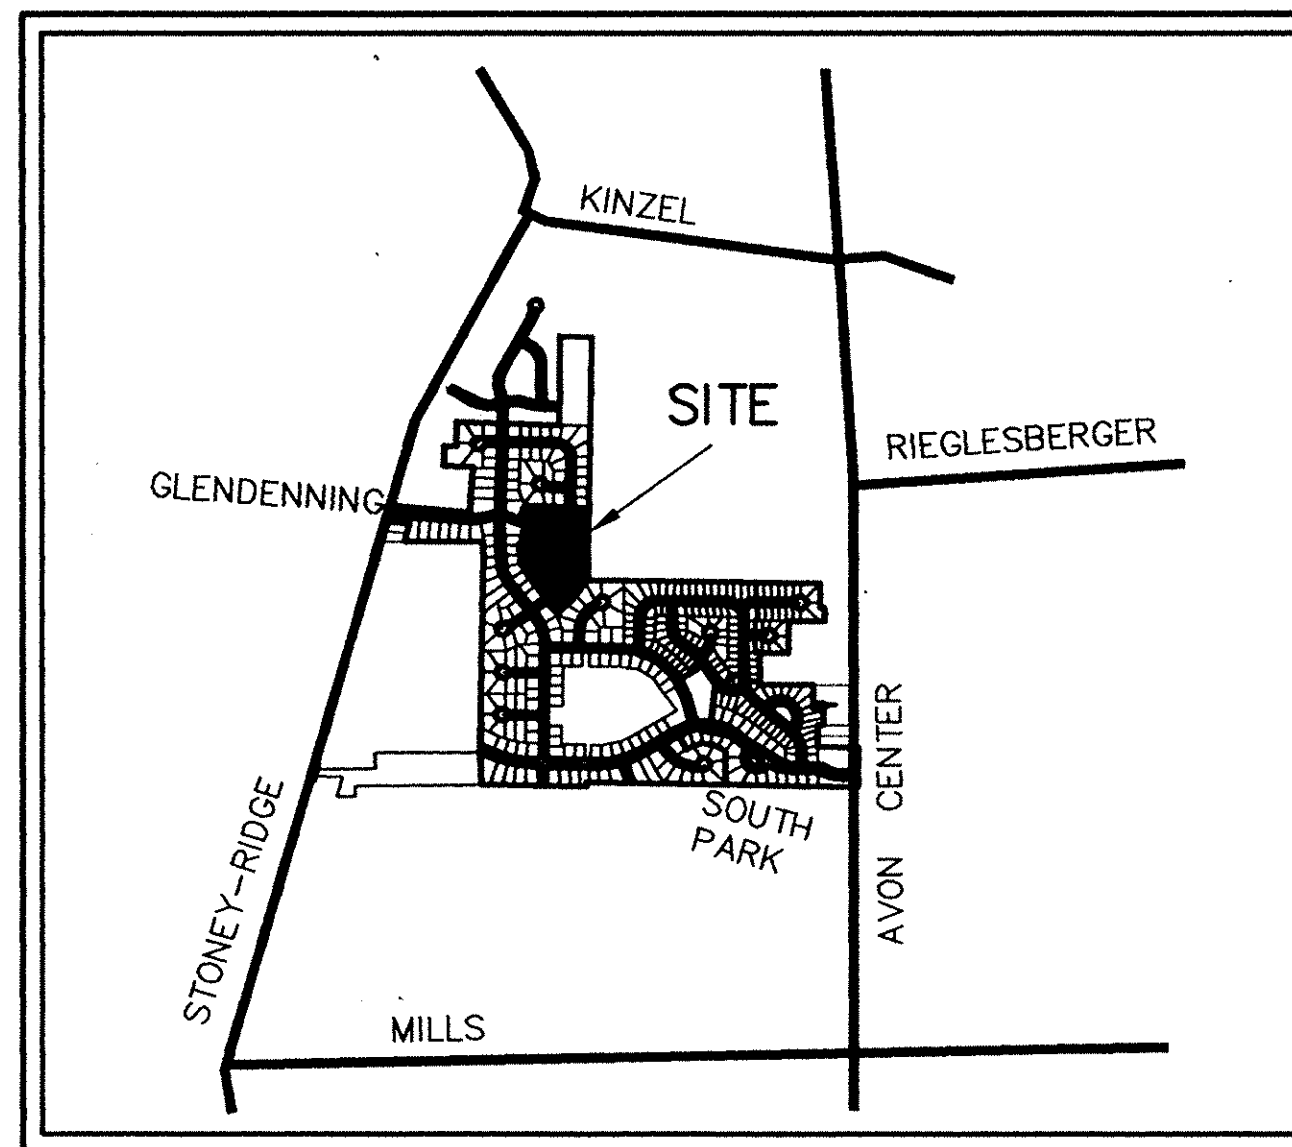 KINZEL
SITE
RIEGLESBERGER
GLENDENNING
SOUTH
PARK
AVON CENTER
STONEY-RIDGE
MILLS